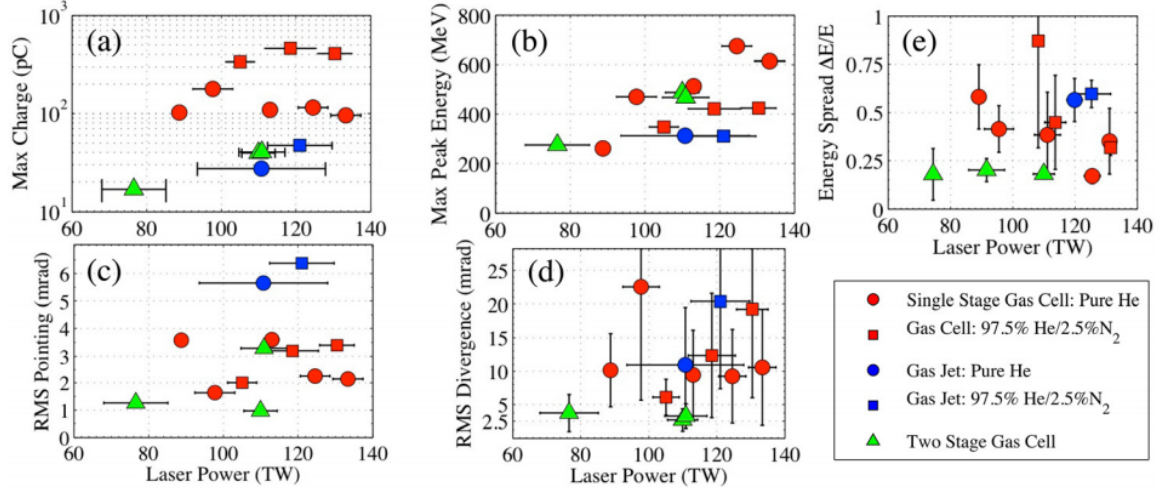 (a)
Max Charge (pC)
10^3
10^2
10^1
60 80 100 120 140
(b)
Max Peak Energy (MeV)
800
600
400
200
0
60 80 100 120 140
(e)
Energy Spread ΔE/E
1
0.75
0.5
0.25
0
60 80 100 120 140
Laser Power (TW)
(c)
RMS Pointing (mrad)
6
5
4
3
2
1
0
60 80 100 120 140
Laser Power (TW)
(d)
RMS Divergence (mrad)
25
20
15
10
5
2.5
60 80 100 120 140
Laser Power (TW)
Single Stage Gas Cell: Pure He
Gas Cell: 97.5% He/2.5%N₂
Gas Jet: Pure He
Gas Jet: 97.5% He/2.5%N₂
Two Stage Gas Cell